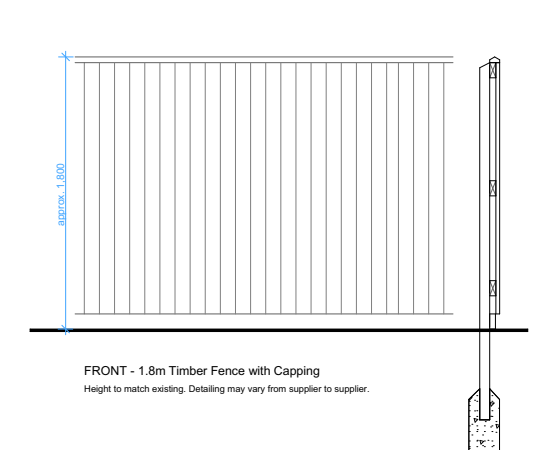 approx. 1.800
FRONT - 1.8m Timber Fence with Capping
Height to match existing. Detailing may vary from supplier to supplier.